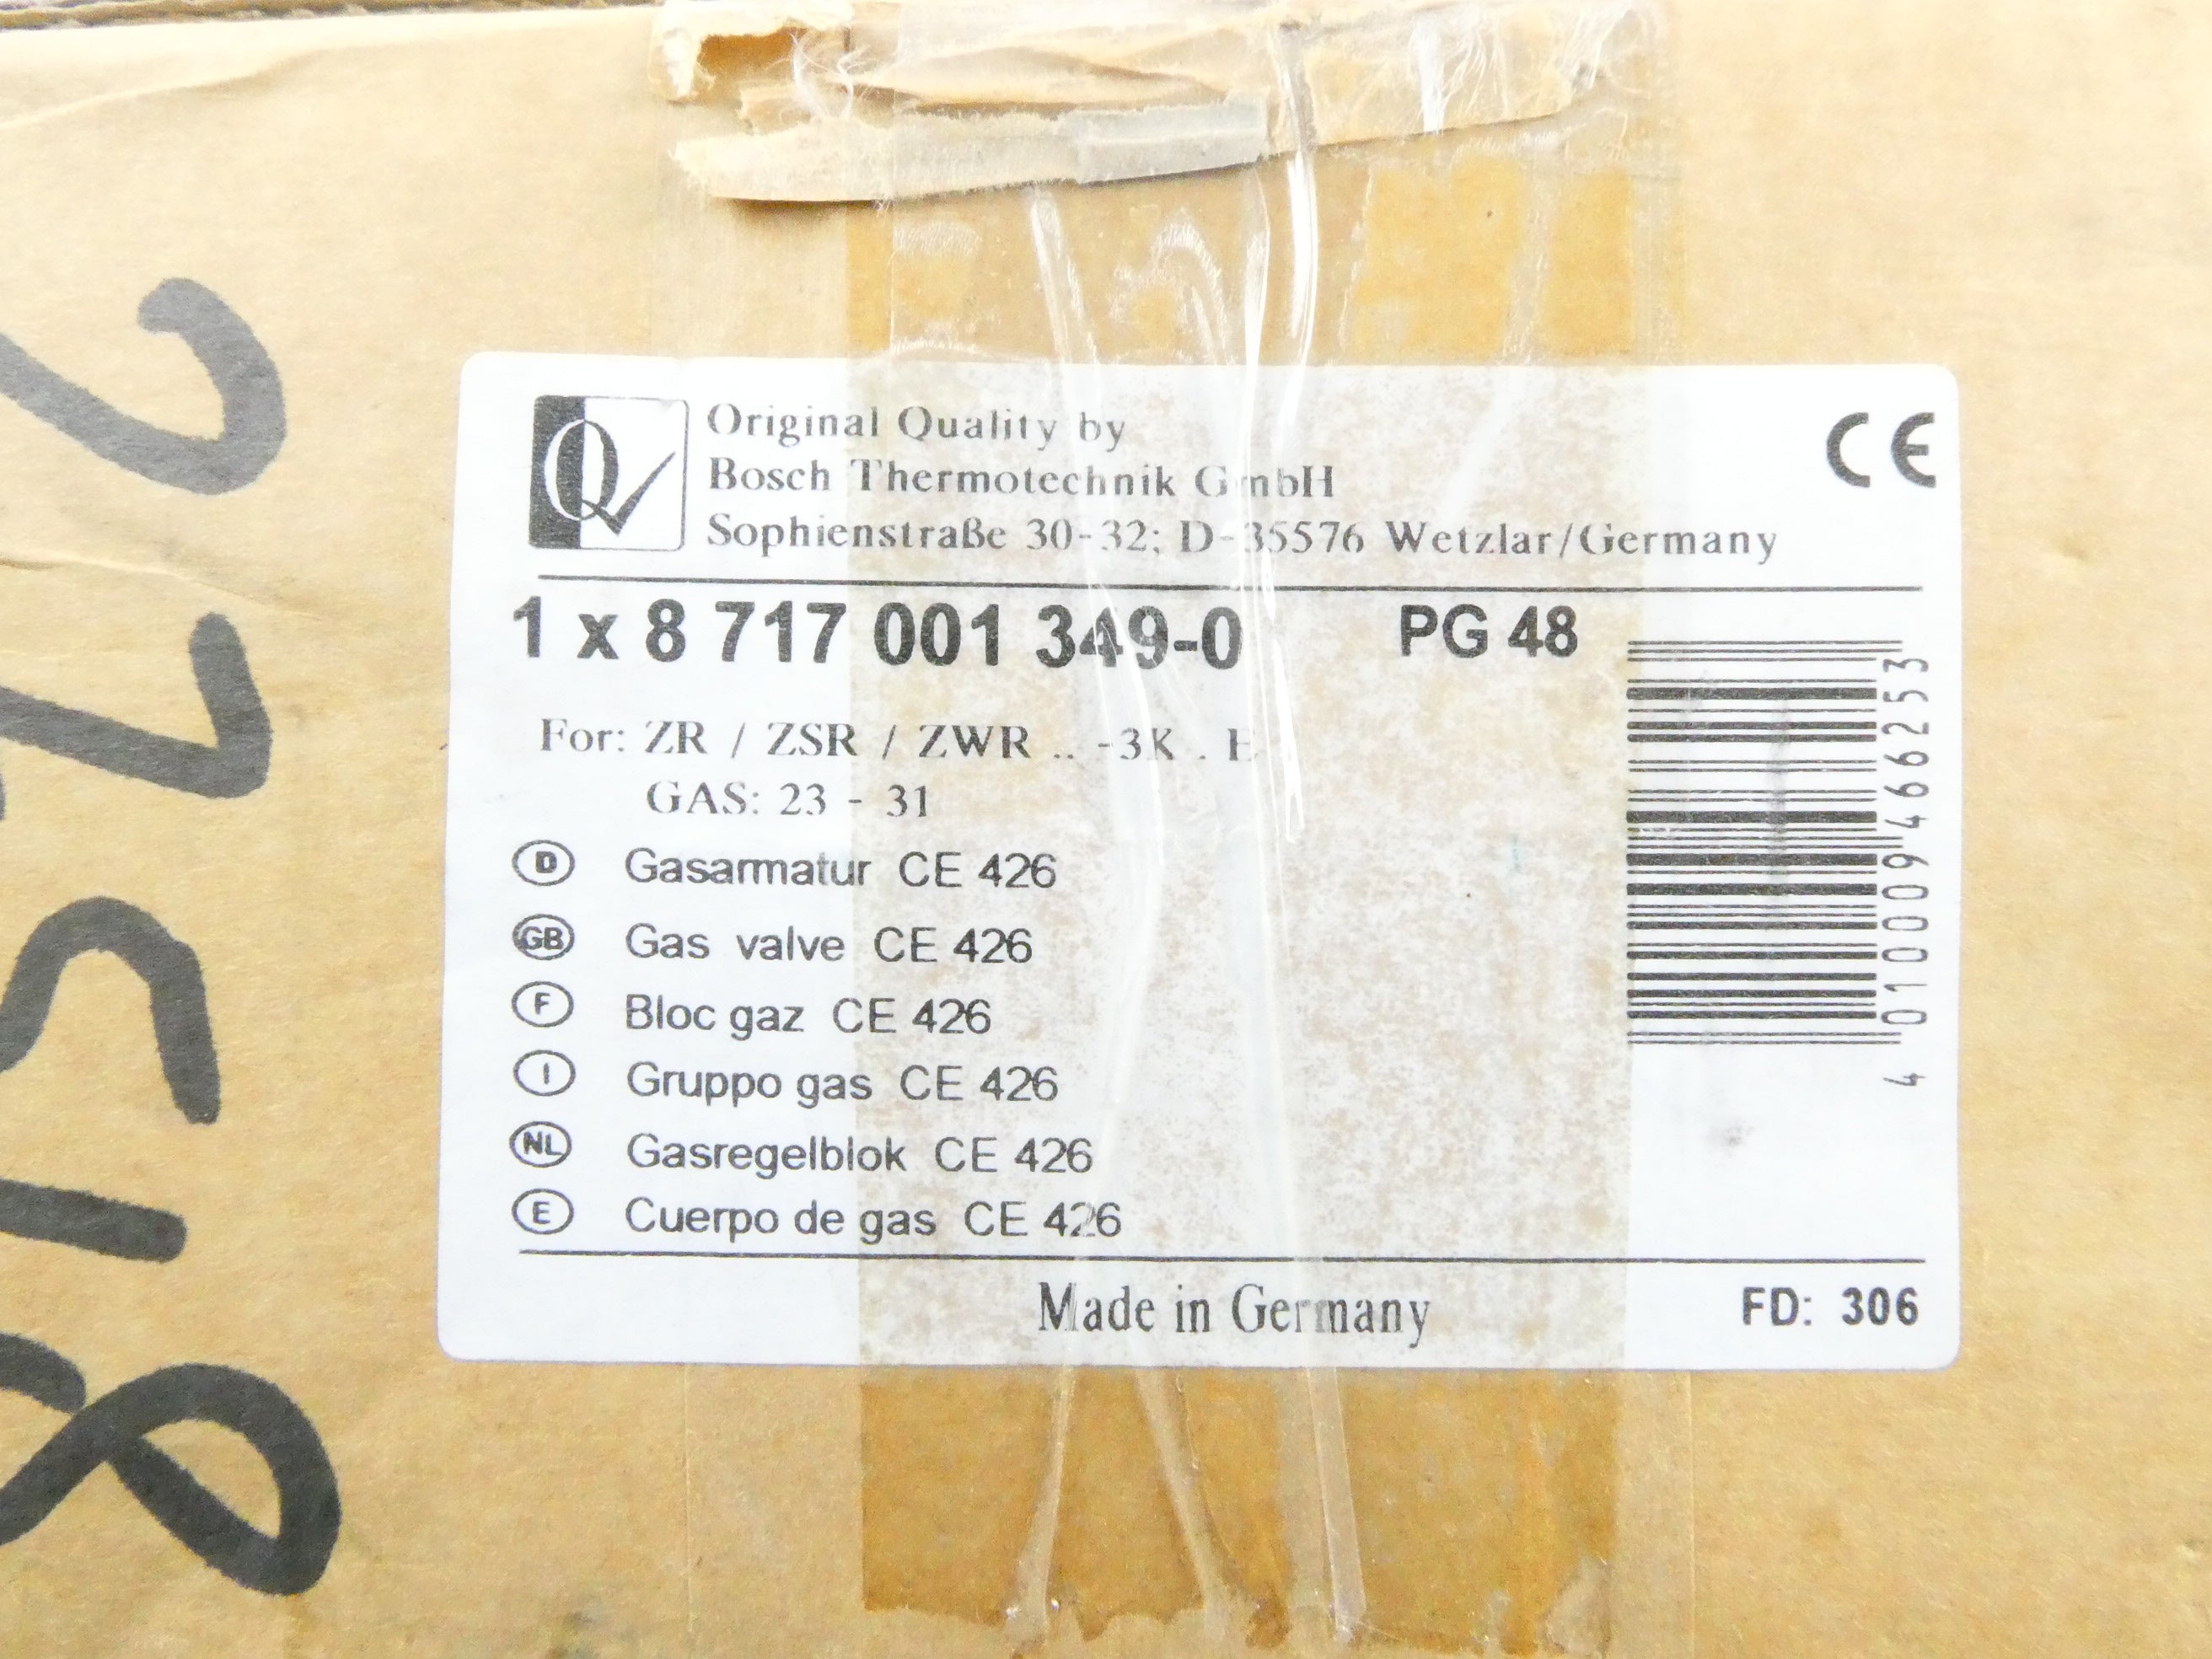 Original Quality by
Bosch Thermotechnik GmbH
Sophienstraße 30-32; D-35576 Wetzlar/Germany
CE
1 x 8 717 001 349-0 PG 48
For: ZR / ZSR / ZWR .. -3K . E
GAS: 23 - 31
D Gasarmatur CE 426
GB Gas valve CE 426
F Bloc gaz CE 426
I Gruppo gas CE 426
NL Gasregelblok CE 426
E Cuerpo de gas CE 426
4 010009 466253
Made in Germany
FD: 306